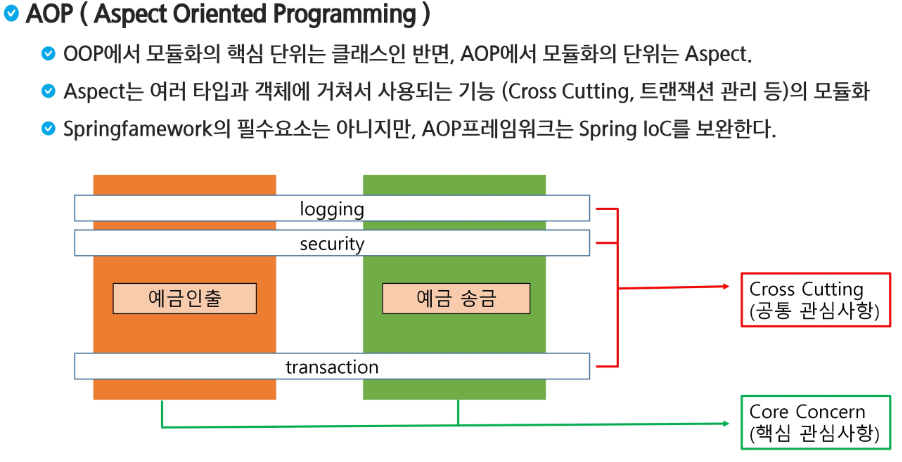 AOP ( Aspect Oriented Programming )
OOP에서 모듈화의 핵심 단위는 클래스인 반면, AOP에서 모듈화의 단위는 Aspect.
Aspect는 여러 타입과 객체에 거쳐서 사용되는 기능 (Cross Cutting, 트랜잭션 관리 등)의 모듈화
Springfamework의 필수요소는 아니지만, AOP프레임워크는 Spring IoC를 보완한다.
logging
security
예금인출
예금 송금
Cross Cutting
(공통 관심사항)
transaction
Core Concern
(핵심 관심사항)